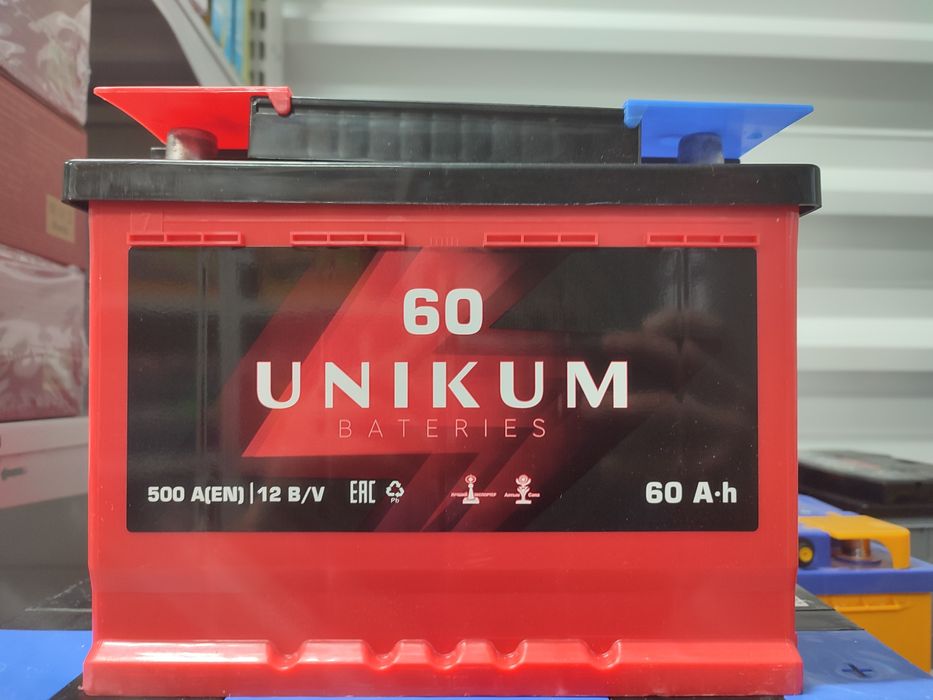 60
UNIKUM
BATERIES
500 A(EN) | 12 B/V
EAC
Pb
60 A·h